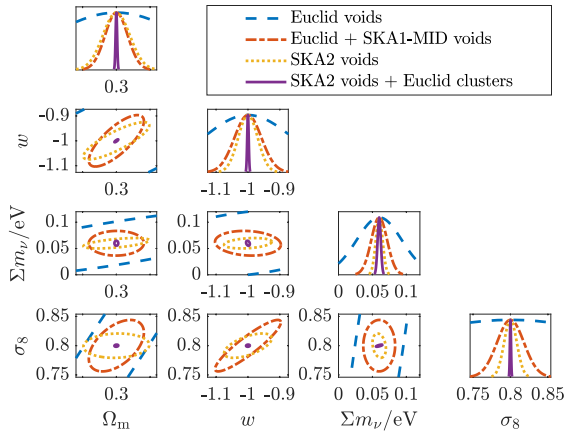 Euclid voids
Euclid + SKA1-MID voids
SKA2 voids
SKA2 voids + Euclid clusters
0.3
w
-0.9
-1
-1.1
0.3
-1.1 -1 -0.9
Σmν/eV
0.1
0.05
0
0.3
-1.1 -1 -0.9
0 0.05 0.1
σ8
0.85
0.8
0.75
0.3
-1.1 -1 -0.9
0 0.05 0.1
0.75 0.8 0.85
Ωm
w
Σmν/eV
σ8